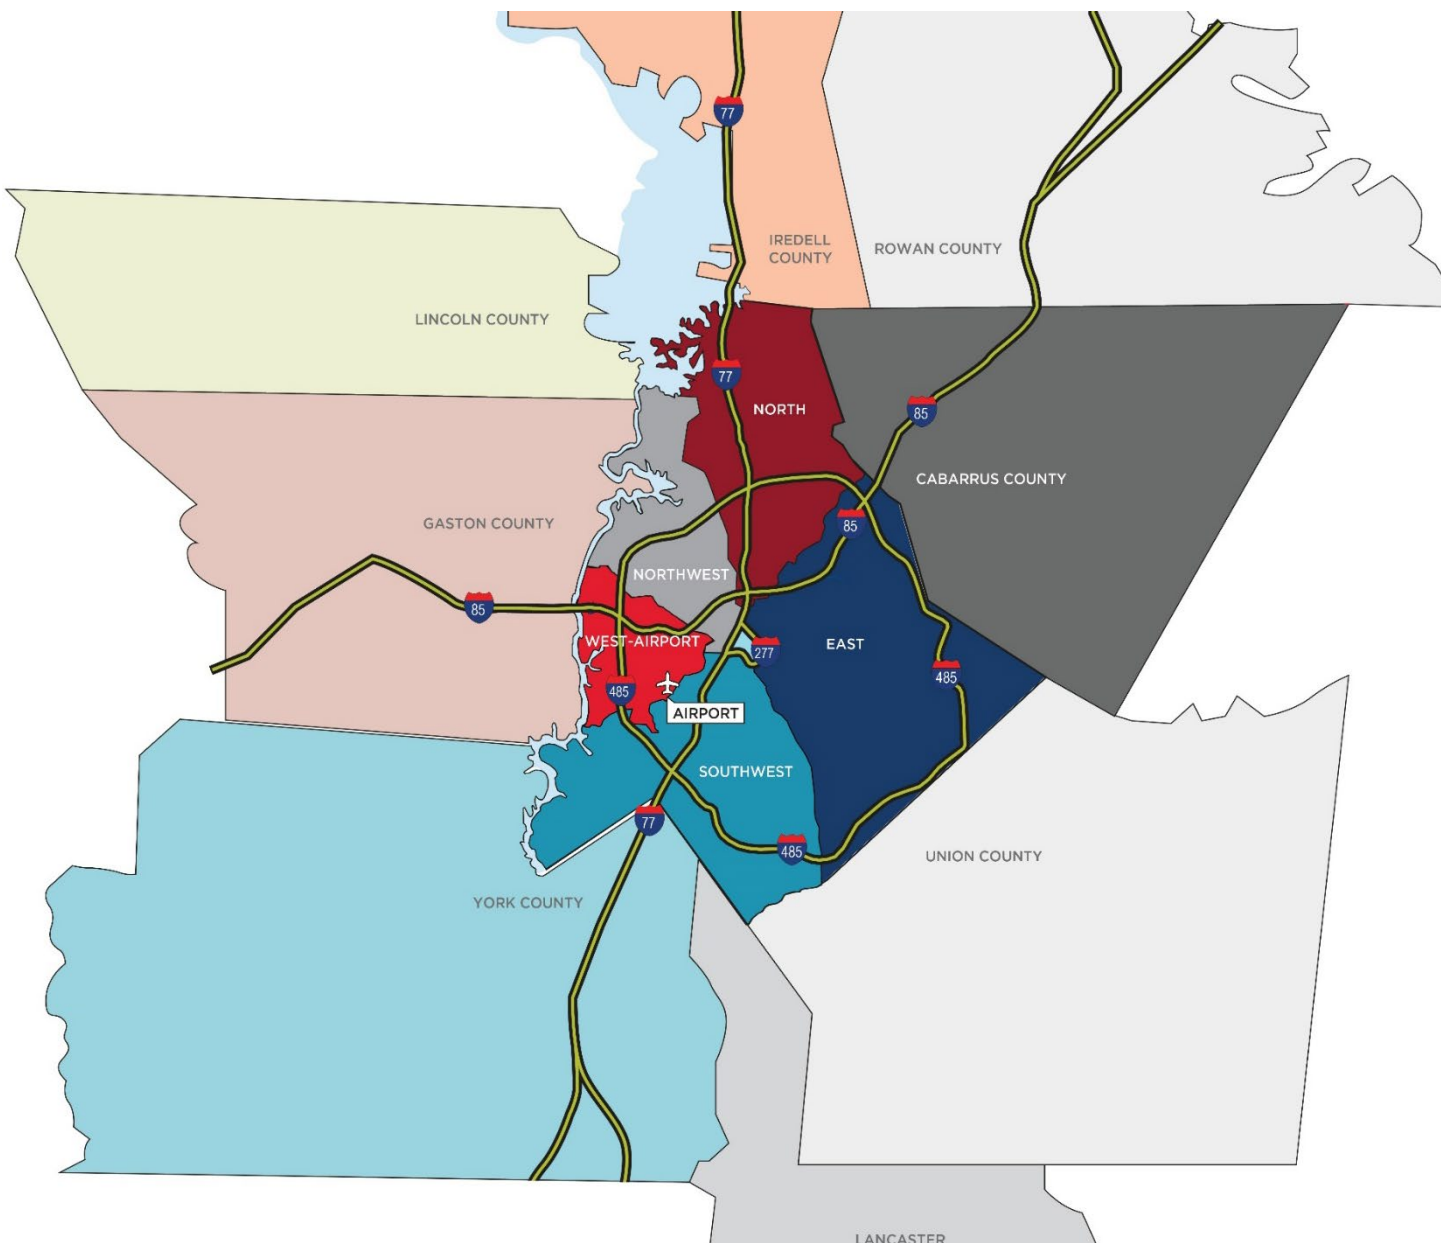 77
IREDELL
COUNTY
ROWAN COUNTY
LINCOLN COUNTY
77
NORTH
85
CABARRUS COUNTY
GASTON COUNTY
85
NORTHWEST
85
WEST-AIRPORT
EAST
277
485
485
AIRPORT
SOUTHWEST
77
485
UNION COUNTY
YORK COUNTY
LANCASTER